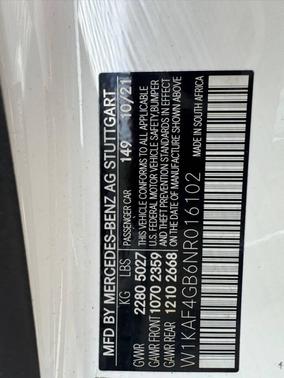 MFD BY MERCEDES-BENZ AG STUTTGART
KG LBS PASSENGER CAR 149 10/21
GVWR 2280 5027 THIS VEHICLE CONFORMS TO ALL APPLICABLE
GAWR FRONT 1070 2359 U.S. FEDERAL MOTOR VEHICLE SAFETY, BUMPER
GAWR REAR 1210 2668 AND THEFT PREVENTION STANDARDS IN EFFECT
ON THE DATE OF MANUFACTURE SHOWN ABOVE
W1KAF4GB6NR016102 MADE IN SOUTH AFRICA